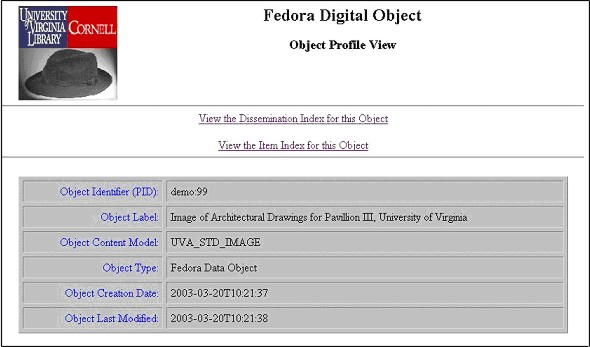 UNIVERSITY
OF
VIRGINIA
LIBRARY
CORNELL
Fedora Digital Object
Object Profile View
View the Dissemination Index for this Object
View the Item Index for this Object
Object Identifier (PID): demo:99
Object Label: Image of Architectural Drawings for Pavillion III, University of Virginia
Object Content Model: UVA_STD_IMAGE
Object Type: Fedora Data Object
Object Creation Date: 2003-03-20T10:21:37
Object Last Modified: 2003-03-20T10:21:38